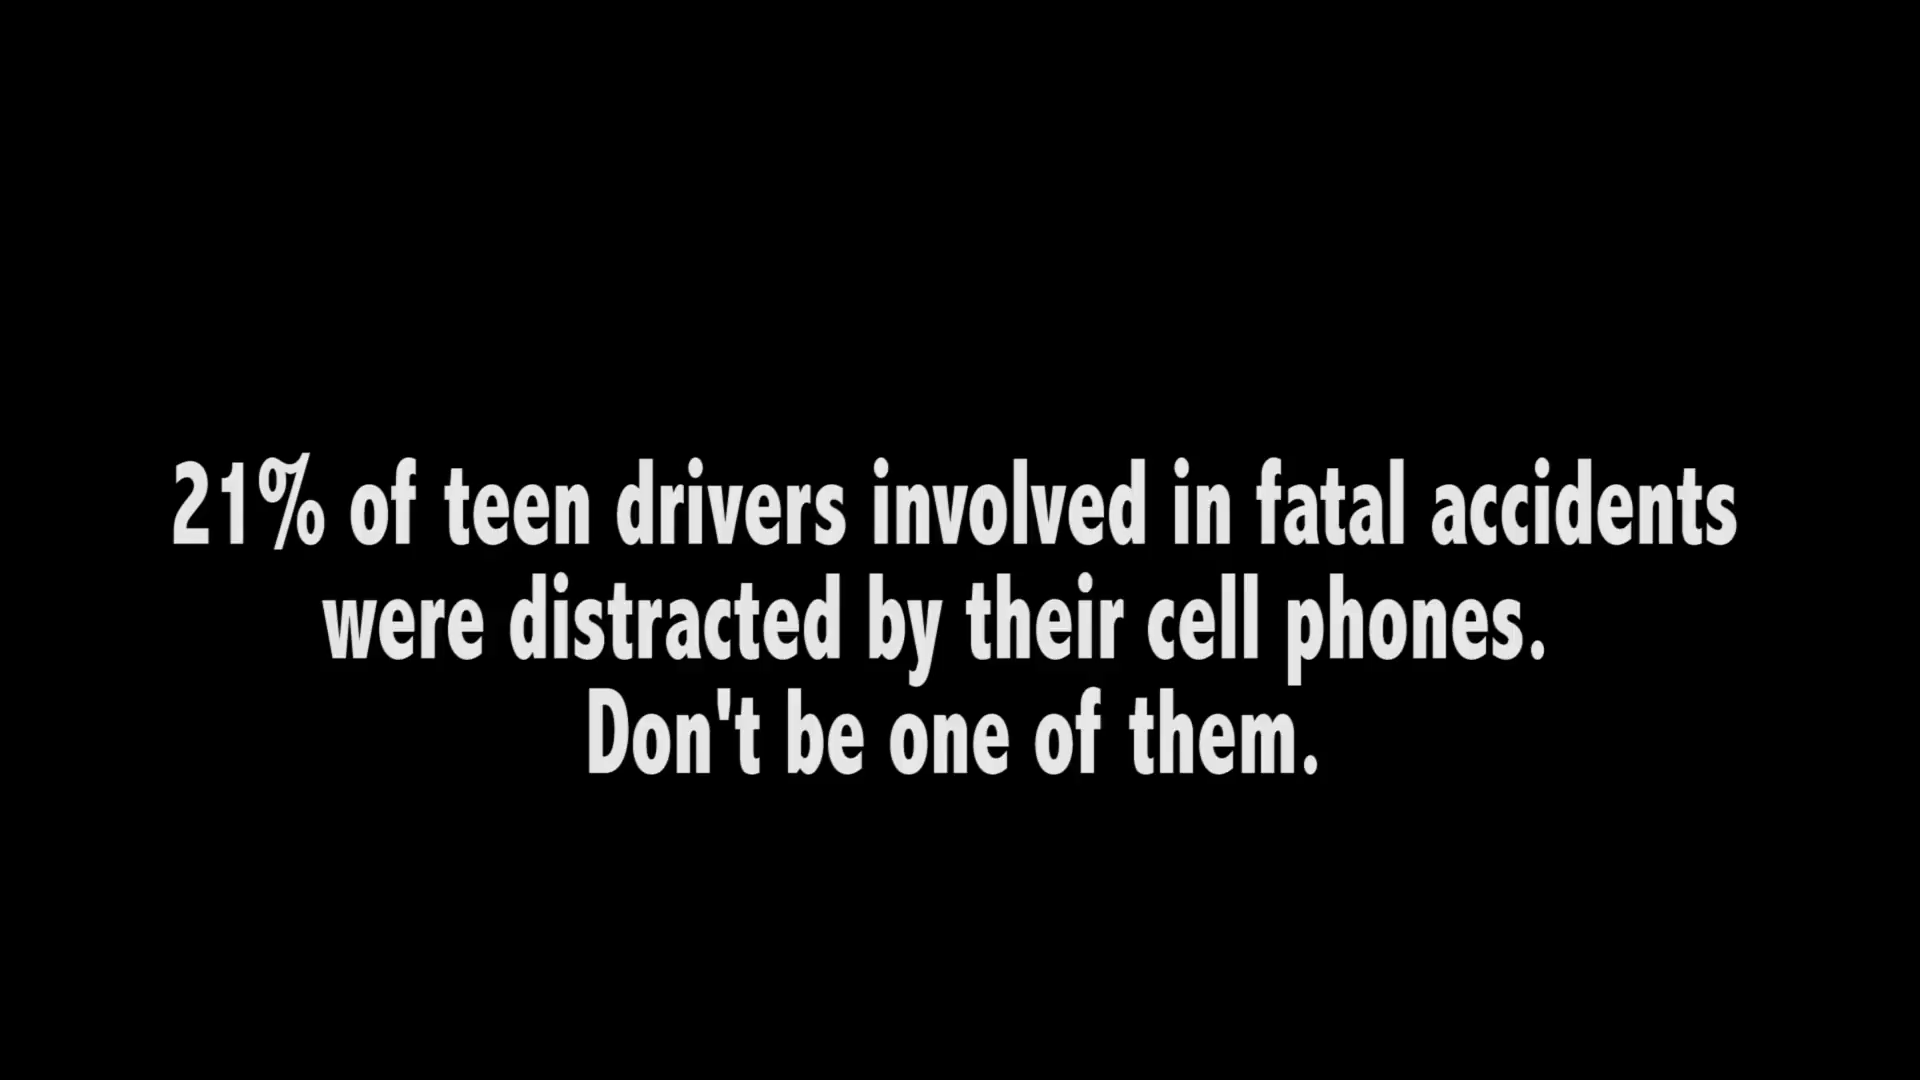 21% of teen drivers involved in fatal accidents
were distracted by their cell phones.
Don't be one of them.